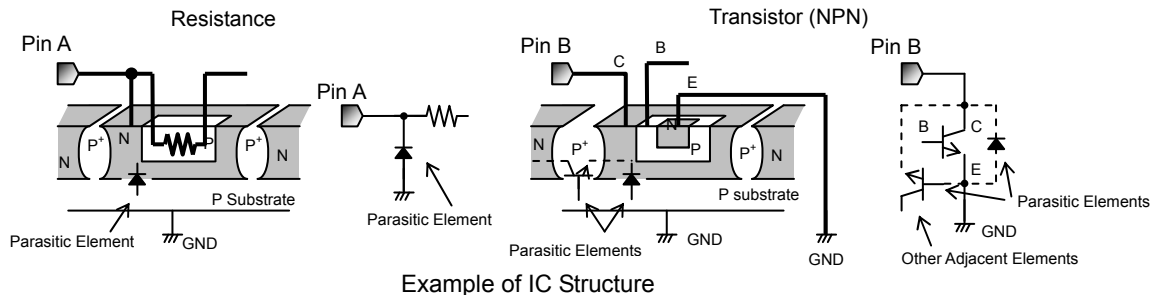 Resistance
Transistor (NPN)
Pin A
Pin A
Pin B
C
B
E
Pin B
N
P+
N
P
P+
N
N
P+
N
P
P+
N
B
C
E
P Substrate
Parasitic Element
GND
Parasitic Element
P substrate
Parasitic Elements
GND
GND
GND
Parasitic Elements
Other Adjacent Elements
Example of IC Structure